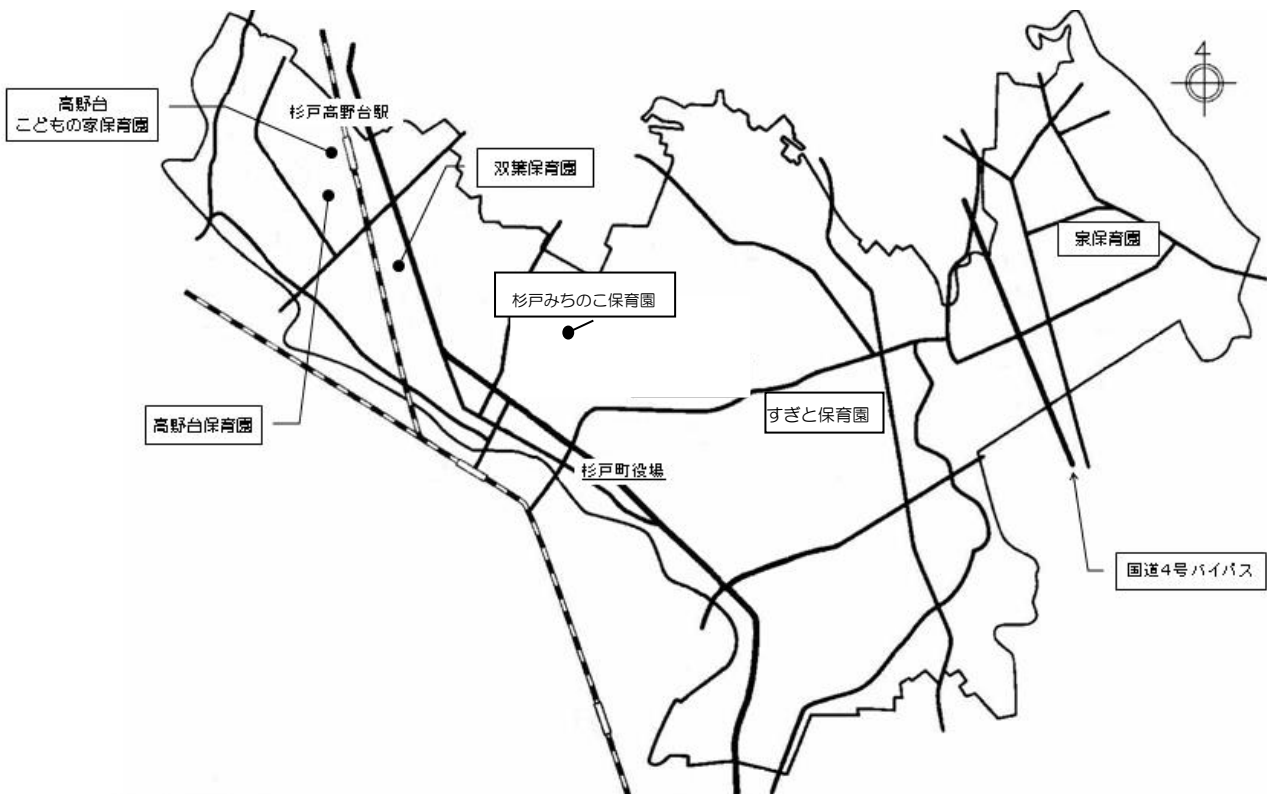 4
高野台
こどもの家保育園
杉戸高野台駅
双葉保育園
泉保育園
杉戸みちのこ保育園
高野台保育園
すぎと保育園
杉戸町役場
国道4号バイパス